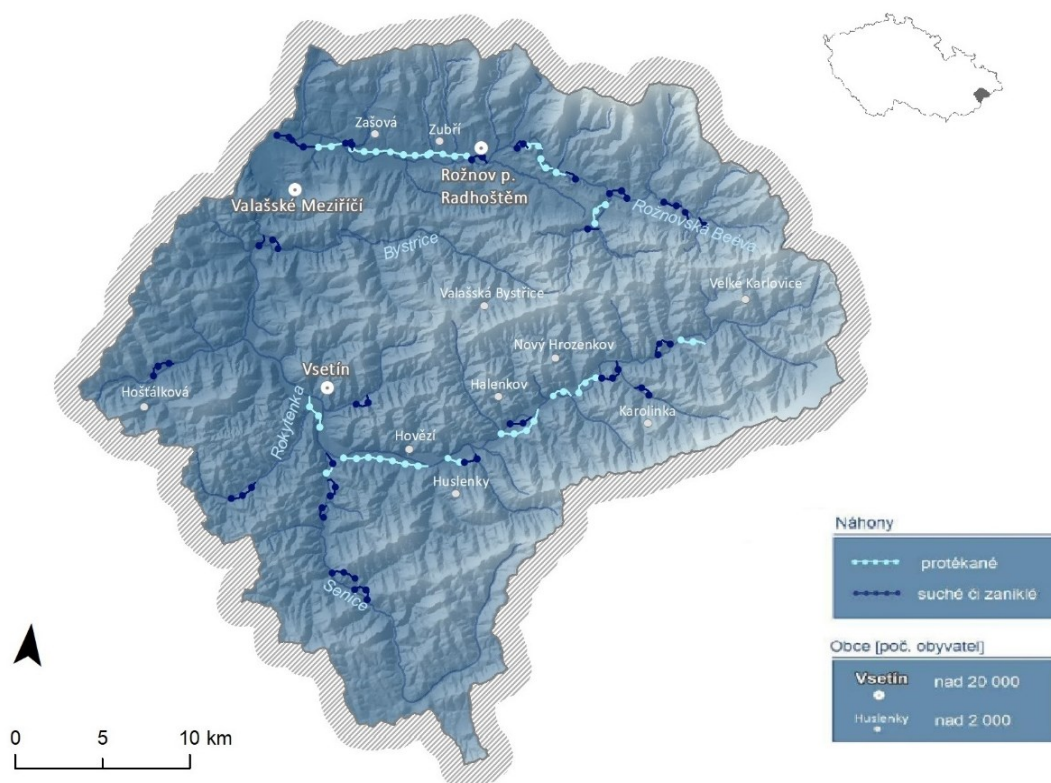 Zašová
Zubří
Rožnov p.
Radhoštěm
Valašské Meziříčí
Rožnovská Bečva
Bystřice
Velké Karlovice
Valašská Bystřice
Nový Hrozenkov
Vsetín
Halenkov
Hošťálková
Karolinka
Rokytenka
Hovězí
Huslenky
Senice
Náhony
protékané
suché či zaniklé
Obce [poč. obyvatel]
Vsetín nad 20 000
Huslenky nad 2 000
0 5 10 km